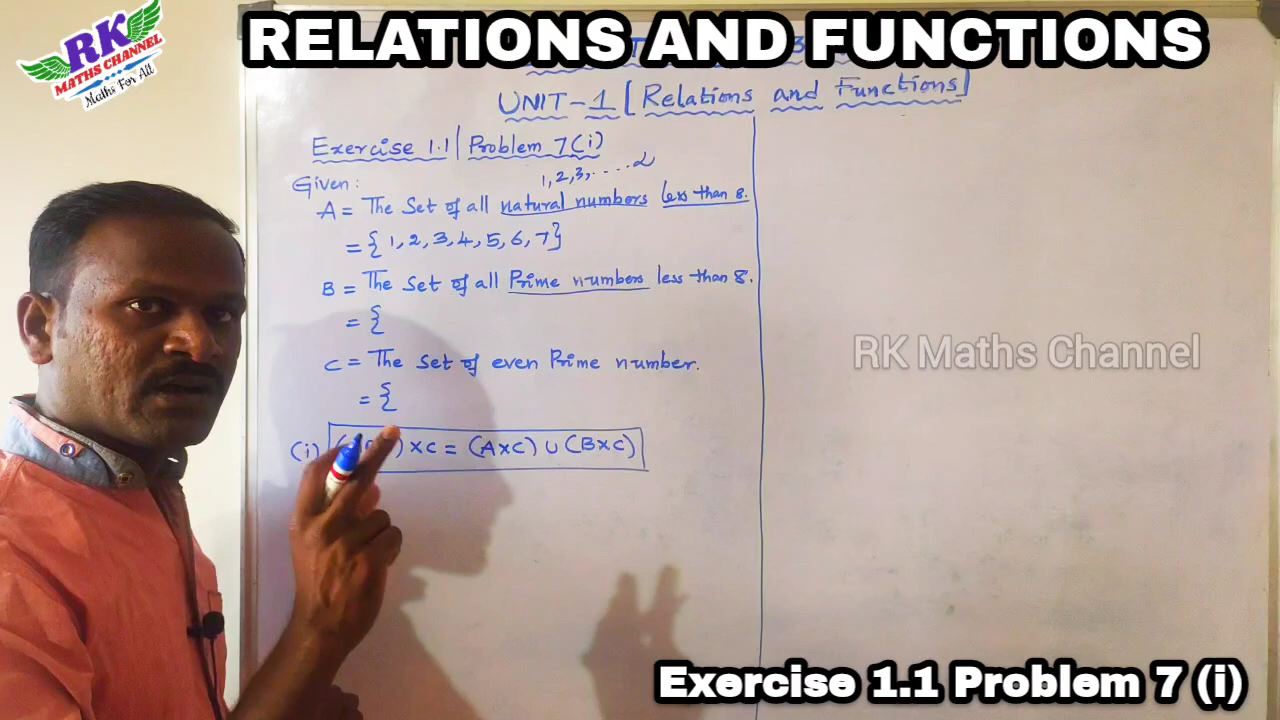 RK
MATHS CHANNEL
Maths For All
RELATIONS AND FUNCTIONS
UNIT-1 [Relations and Functions]
Exercise 1.1 | Problem 7(i)
1, 2, 3, .... ∝
Given:
A = The Set of all natural numbers less than 8.
= { 1, 2, 3, 4, 5, 6, 7}
B = The Set of all Prime numbers less than 8.
= {
RK Maths Channel
C = The Set of even Prime number.
= {
(i) ) × C = (A×C) ∪ (B×C)
Exercise 1.1 Problem 7 (i)